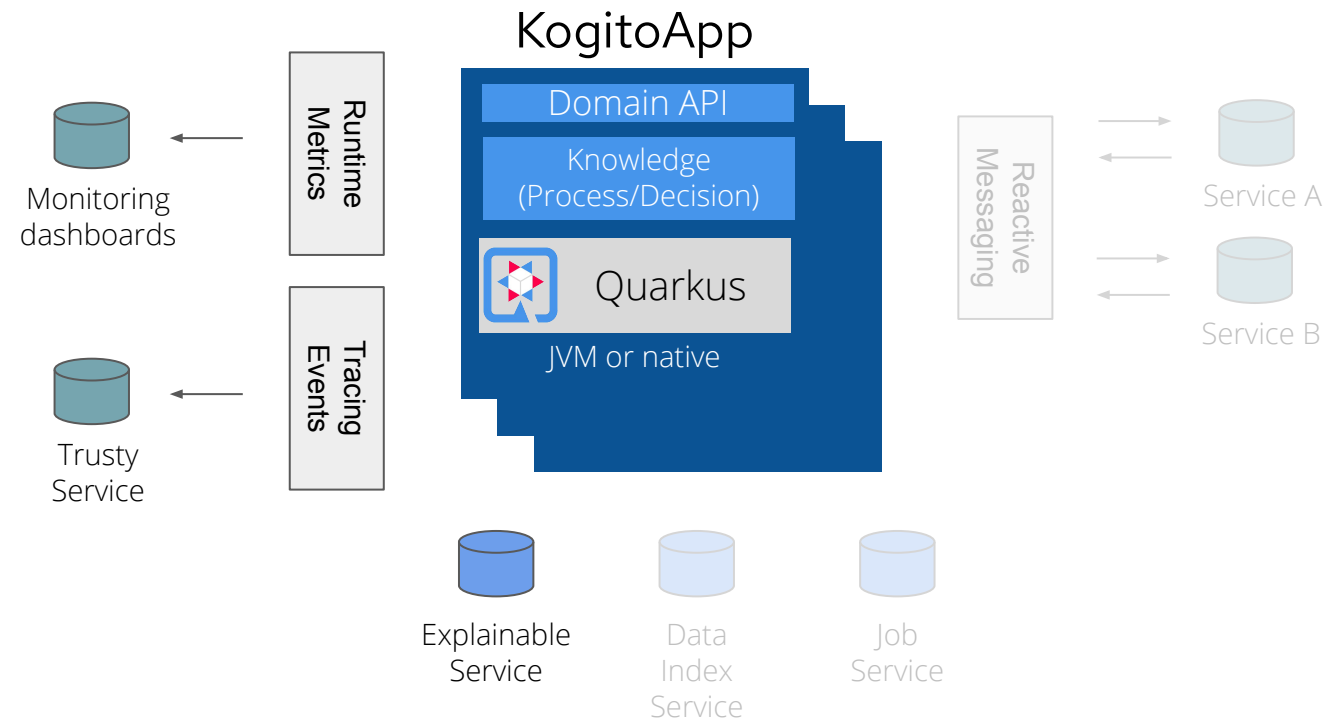 KogitoApp
Runtime
Metrics
Monitoring
dashboards
Tracing
Events
Trusty
Service
Domain API
Knowledge
(Process/Decision)
Quarkus
JVM or native
Reactive
Messaging
Service A
Service B
Explainable
Service
Data
Index
Service
Job
Service